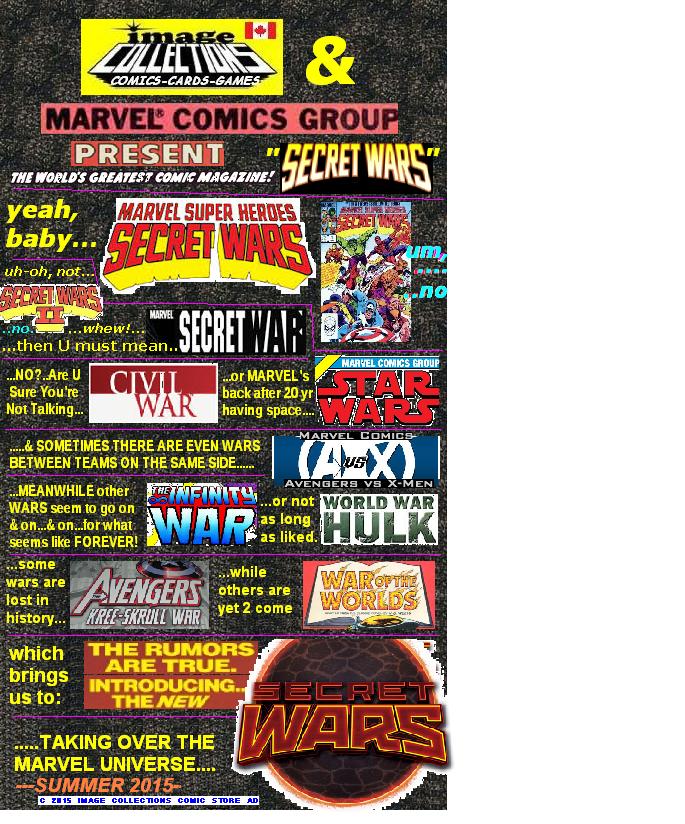 image
COLLECTIONS
COMICS-CARDS-GAMES
&
MARVEL® COMICS GROUP
PRESENT
THE WORLD'S GREATEST COMIC MAGAZINE!
"SECRET WARS"
yeah,
baby...
MARVEL SUPER HEROES
SECRET WARS
SECRET WARS
um,
....
..no
uh-oh, not...
SECRET WARS
II
..no.
...whew!...
...then U must mean..
MARVEL
SECRET WAR
...NO?..Are U
Sure You're
Not Talking...
CIVIL
WAR
...or MARVEL's
back after 20 yr
having space....
MARVEL COMICS GROUP
STAR
WARS
.....& SOMETIMES THERE ARE EVEN WARS
BETWEEN TEAMS ON THE SAME SIDE......
MARVEL COMICS
A VS X
AVENGERS VS X-MEN
...MEANWHILE other
WARS seem to go on
& on...& on...for what
seems like FOREVER!
THE INFINITY
WAR
...or not
as long
as liked.
WORLD WAR
HULK
...some
wars are
lost in
history...
AVENGERS
KREE-SKRULL WAR
...while
others are
yet 2 come
WAR OF THE
WORLDS
which
brings
us to:
THE RUMORS
ARE TRUE.
INTRODUCING...
THE NEW
SECRET
WARS
.....TAKING OVER THE
MARVEL UNIVERSE....
---SUMMER 2015-
C 2015 IMAGE COLLECTIONS COMIC STORE AD